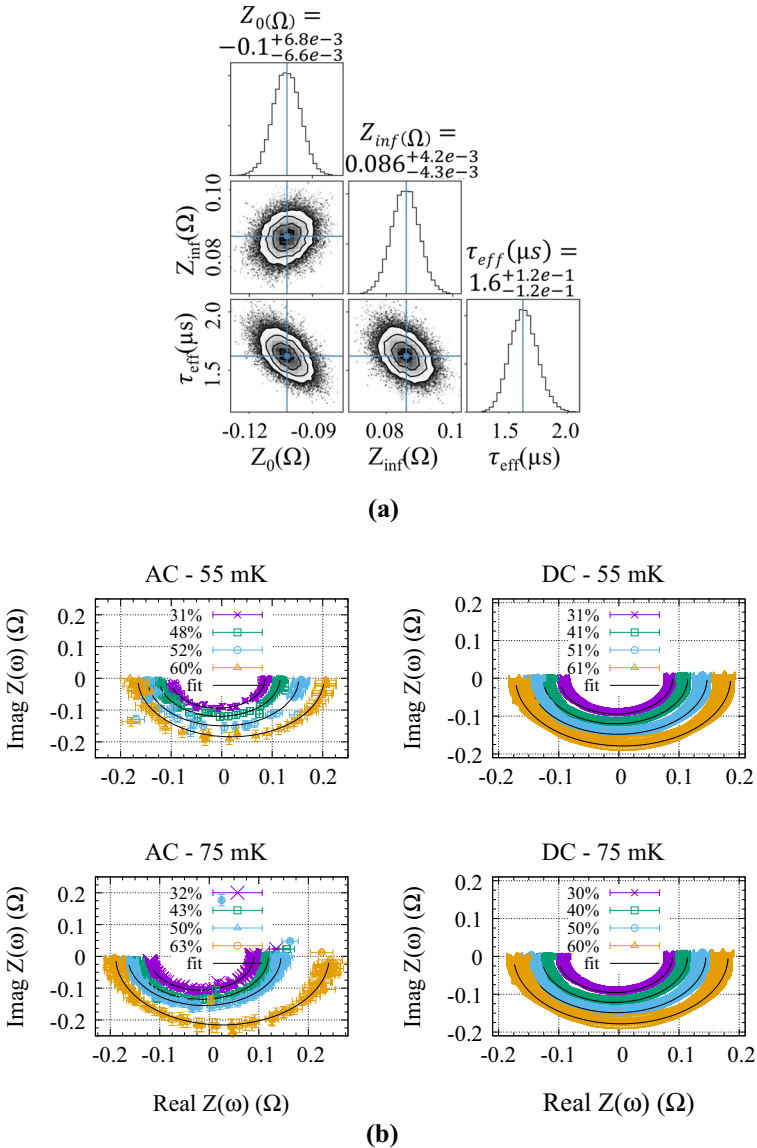 Z_0(Ω) =
−0.1^{+6.8e−3}_{−6.6e−3}
Z_inf(Ω) =
0.086^{+4.2e−3}_{−4.3e−3}
τ_eff(μs) =
1.6^{+1.2e−1}_{−1.2e−1}
Z_inf(Ω)
0.10
0.08
τ_eff(μs)
2.0
1.5
-0.12 -0.09
Z_0(Ω)
0.08 0.1
Z_inf(Ω)
1.5 2.0
τ_eff(μs)
(a)
AC - 55 mK
Imag Z(ω) (Ω)
0.2
0.1
0
-0.1
-0.2
31%
48%
52%
60%
fit
-0.2 -0.1 0 0.1 0.2
DC - 55 mK
Imag Z(ω) (Ω)
0.2
0.1
0
-0.1
-0.2
31%
41%
51%
61%
fit
-0.2 -0.1 0 0.1 0.2
AC - 75 mK
Imag Z(ω) (Ω)
0.2
0.1
0
-0.1
-0.2
32%
43%
50%
63%
fit
-0.2 -0.1 0 0.1 0.2
Real Z(ω) (Ω)
DC - 75 mK
Imag Z(ω) (Ω)
0.2
0.1
0
-0.1
-0.2
30%
40%
50%
60%
fit
-0.2 -0.1 0 0.1 0.2
Real Z(ω) (Ω)
(b)